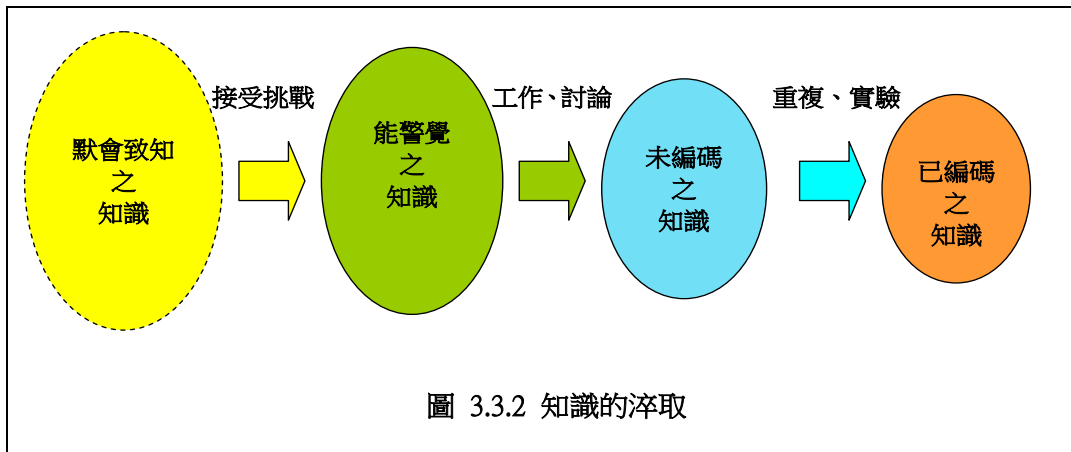 默會致知
之
知識
接受挑戰
能警覺
之
知識
工作、討論
未編碼
之
知識
重複、實驗
已編碼
之
知識
圖 3.3.2 知識的淬取